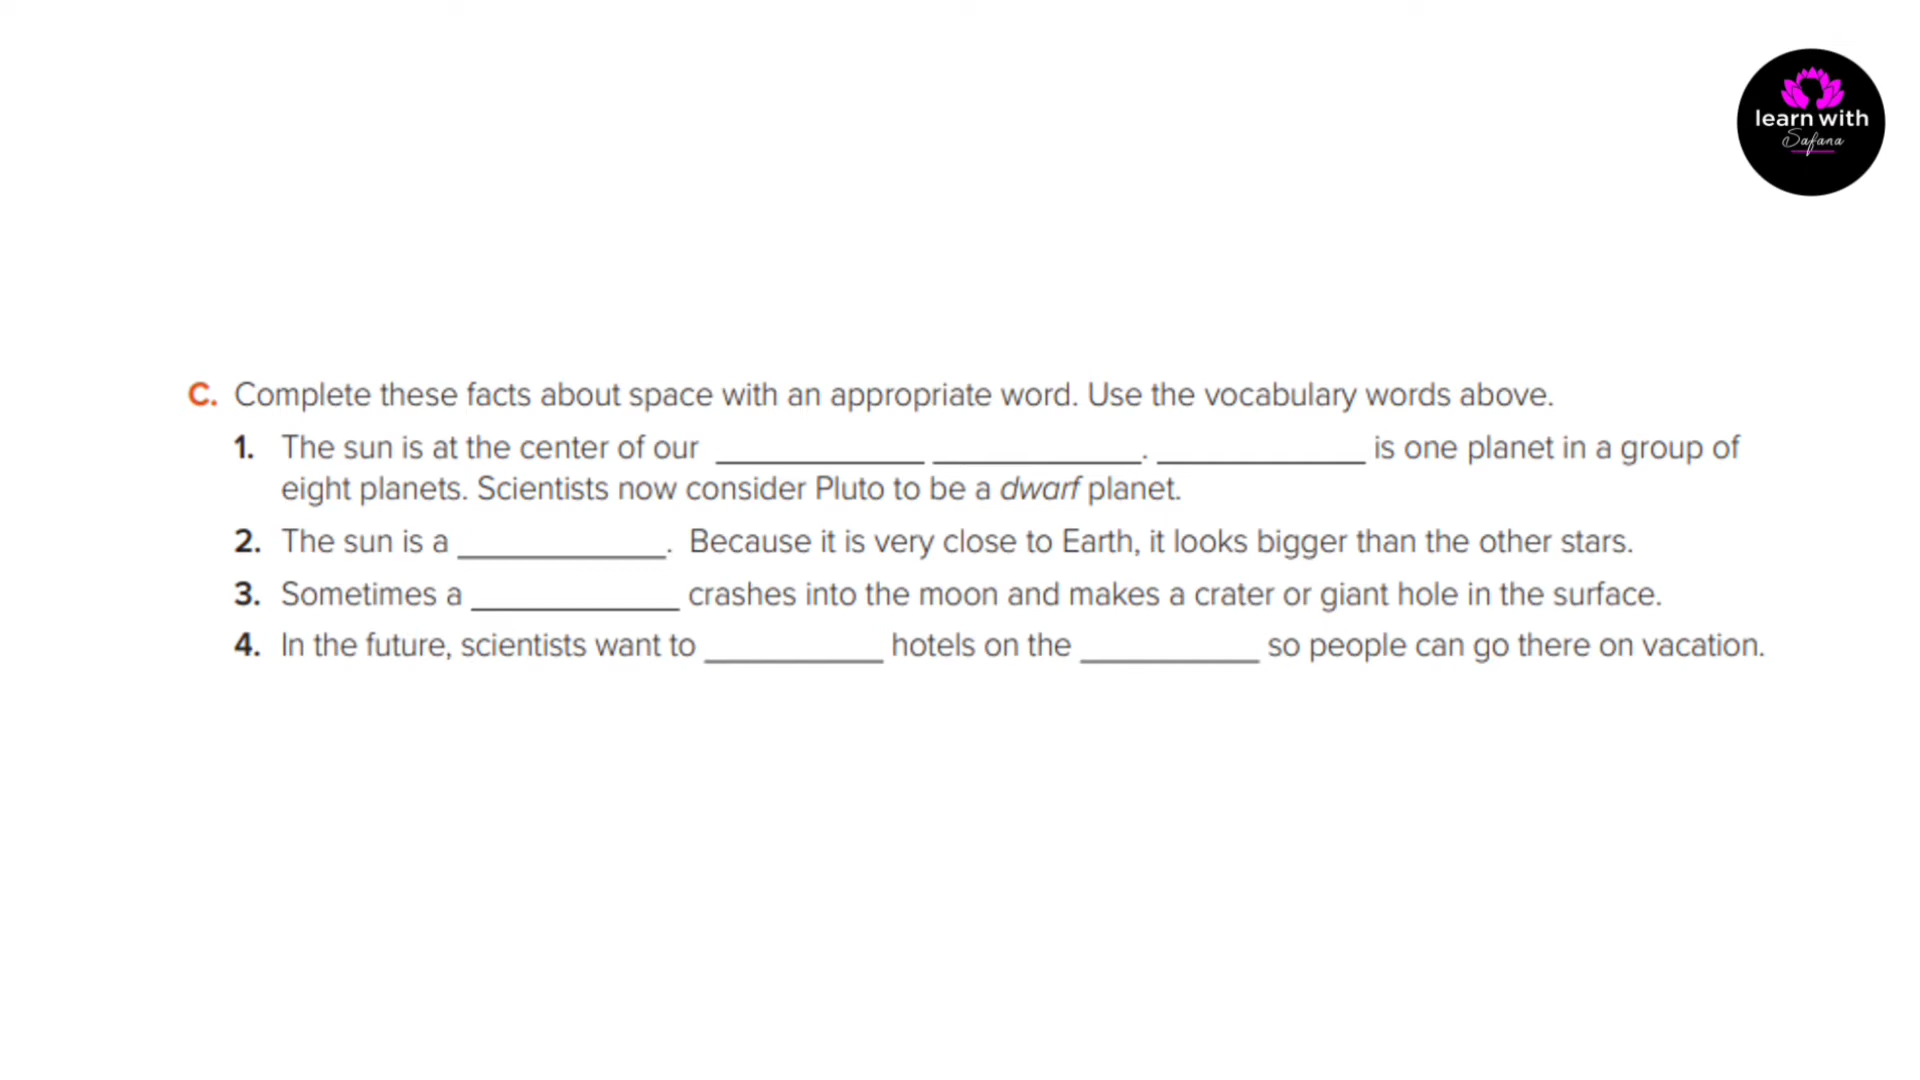 learn with
Safana
C. Complete these facts about space with an appropriate word. Use the vocabulary words above.
1. The sun is at the center of our ____________ ____________. ____________ is one planet in a group of
eight planets. Scientists now consider Pluto to be a dwarf planet.
2. The sun is a ____________. Because it is very close to Earth, it looks bigger than the other stars.
3. Sometimes a ____________ crashes into the moon and makes a crater or giant hole in the surface.
4. In the future, scientists want to __________ hotels on the __________ so people can go there on vacation.